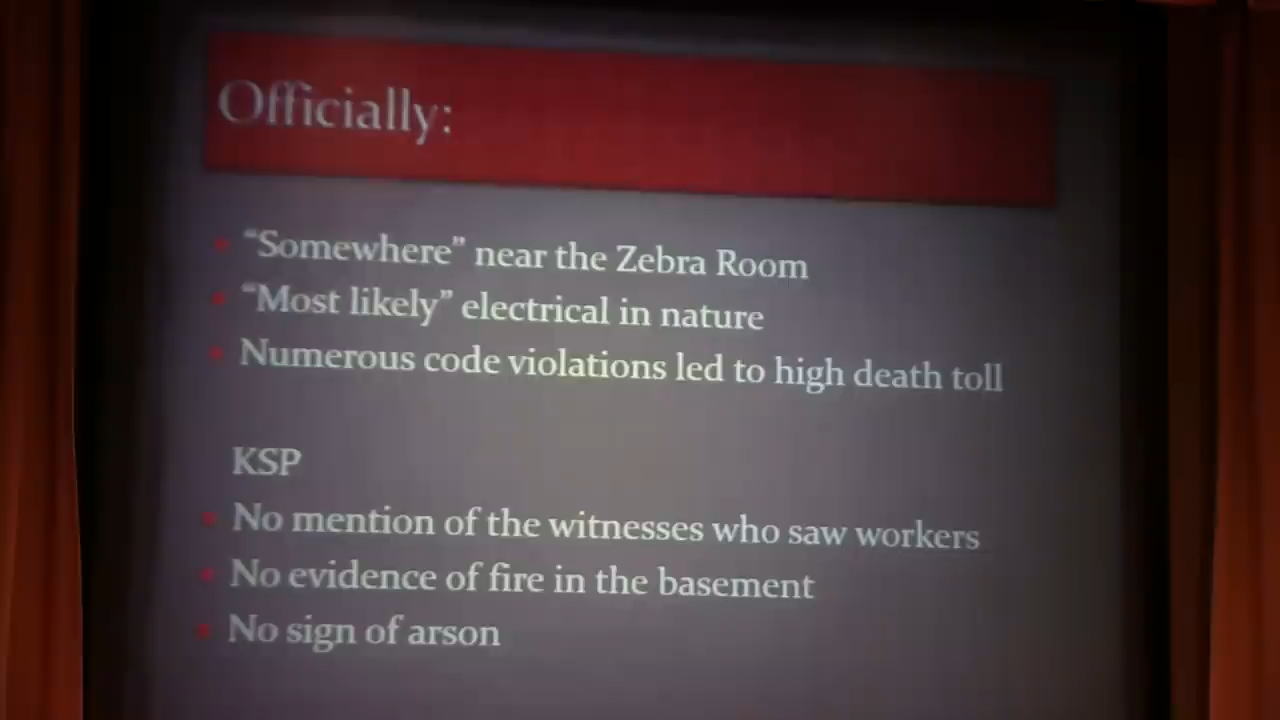 Officially:
“Somewhere” near the Zebra Room
“Most likely” electrical in nature
Numerous code violations led to high death toll
KSP
No mention of the witnesses who saw workers
No evidence of fire in the basement
No sign of arson